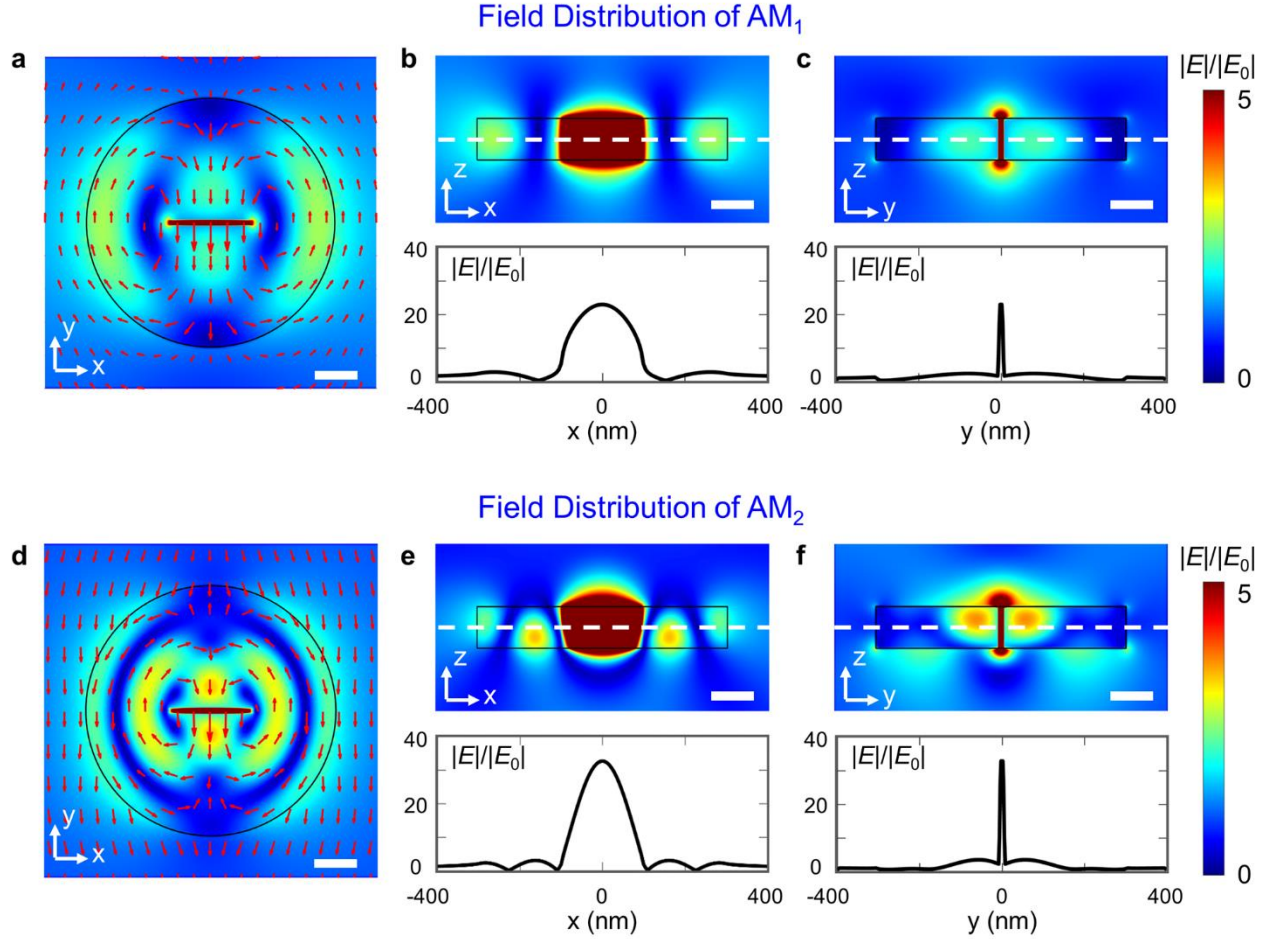 Field Distribution of AM1
a
y
x
b
z
x
c
z
y
|E|/|E0|
5
0
40
20
0
|E|/|E0|
-400
0
400
x (nm)
|E|/|E0|
40
20
0
-400
0
400
y (nm)
Field Distribution of AM2
d
y
x
e
z
x
f
z
y
|E|/|E0|
5
0
40
20
0
|E|/|E0|
-400
0
400
x (nm)
|E|/|E0|
40
20
0
-400
0
400
y (nm)